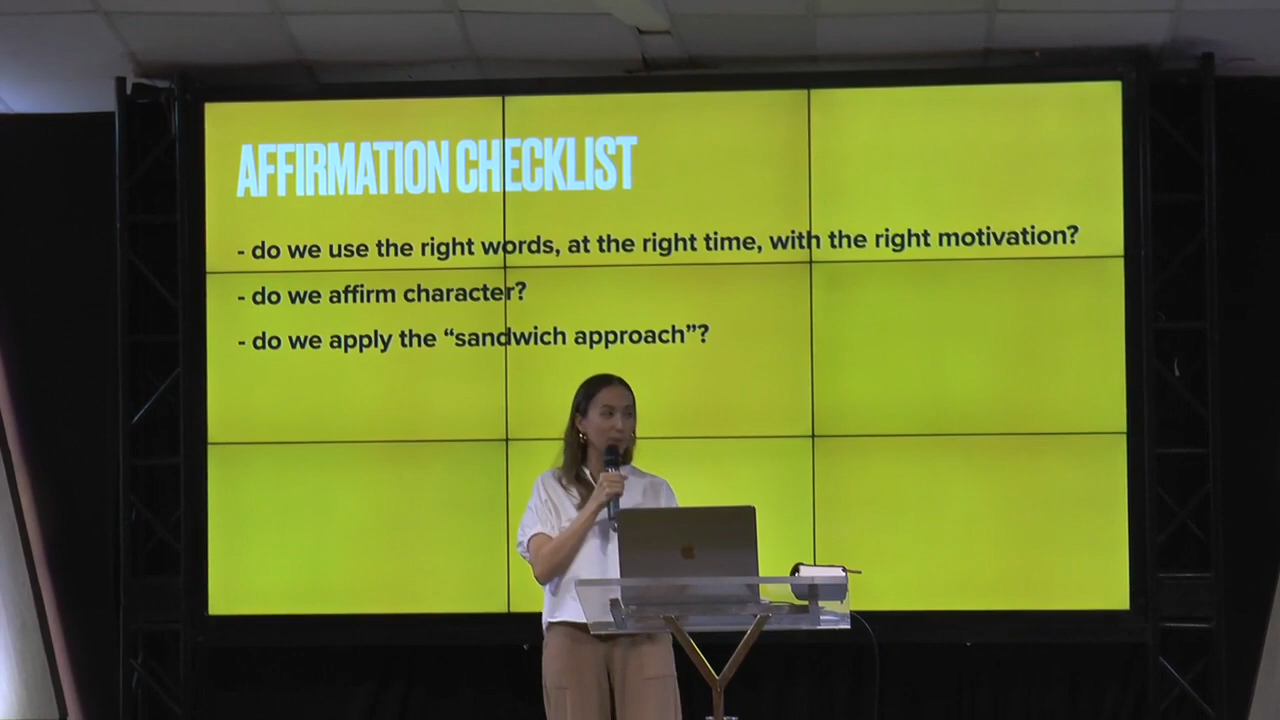 AFFIRMATION CHECKLIST
- do we use the right words, at the right time, with the right motivation?
- do we affirm character?
- do we apply the “sandwich approach”?